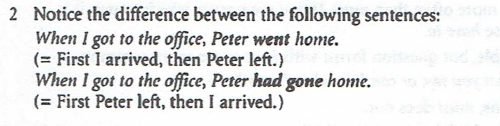 2 Notice the difference between the following sentences:
When I got to the office, Peter went home.
(= First I arrived, then Peter left.)
When I got to the office, Peter had gone home.
(= First Peter left, then I arrived.)